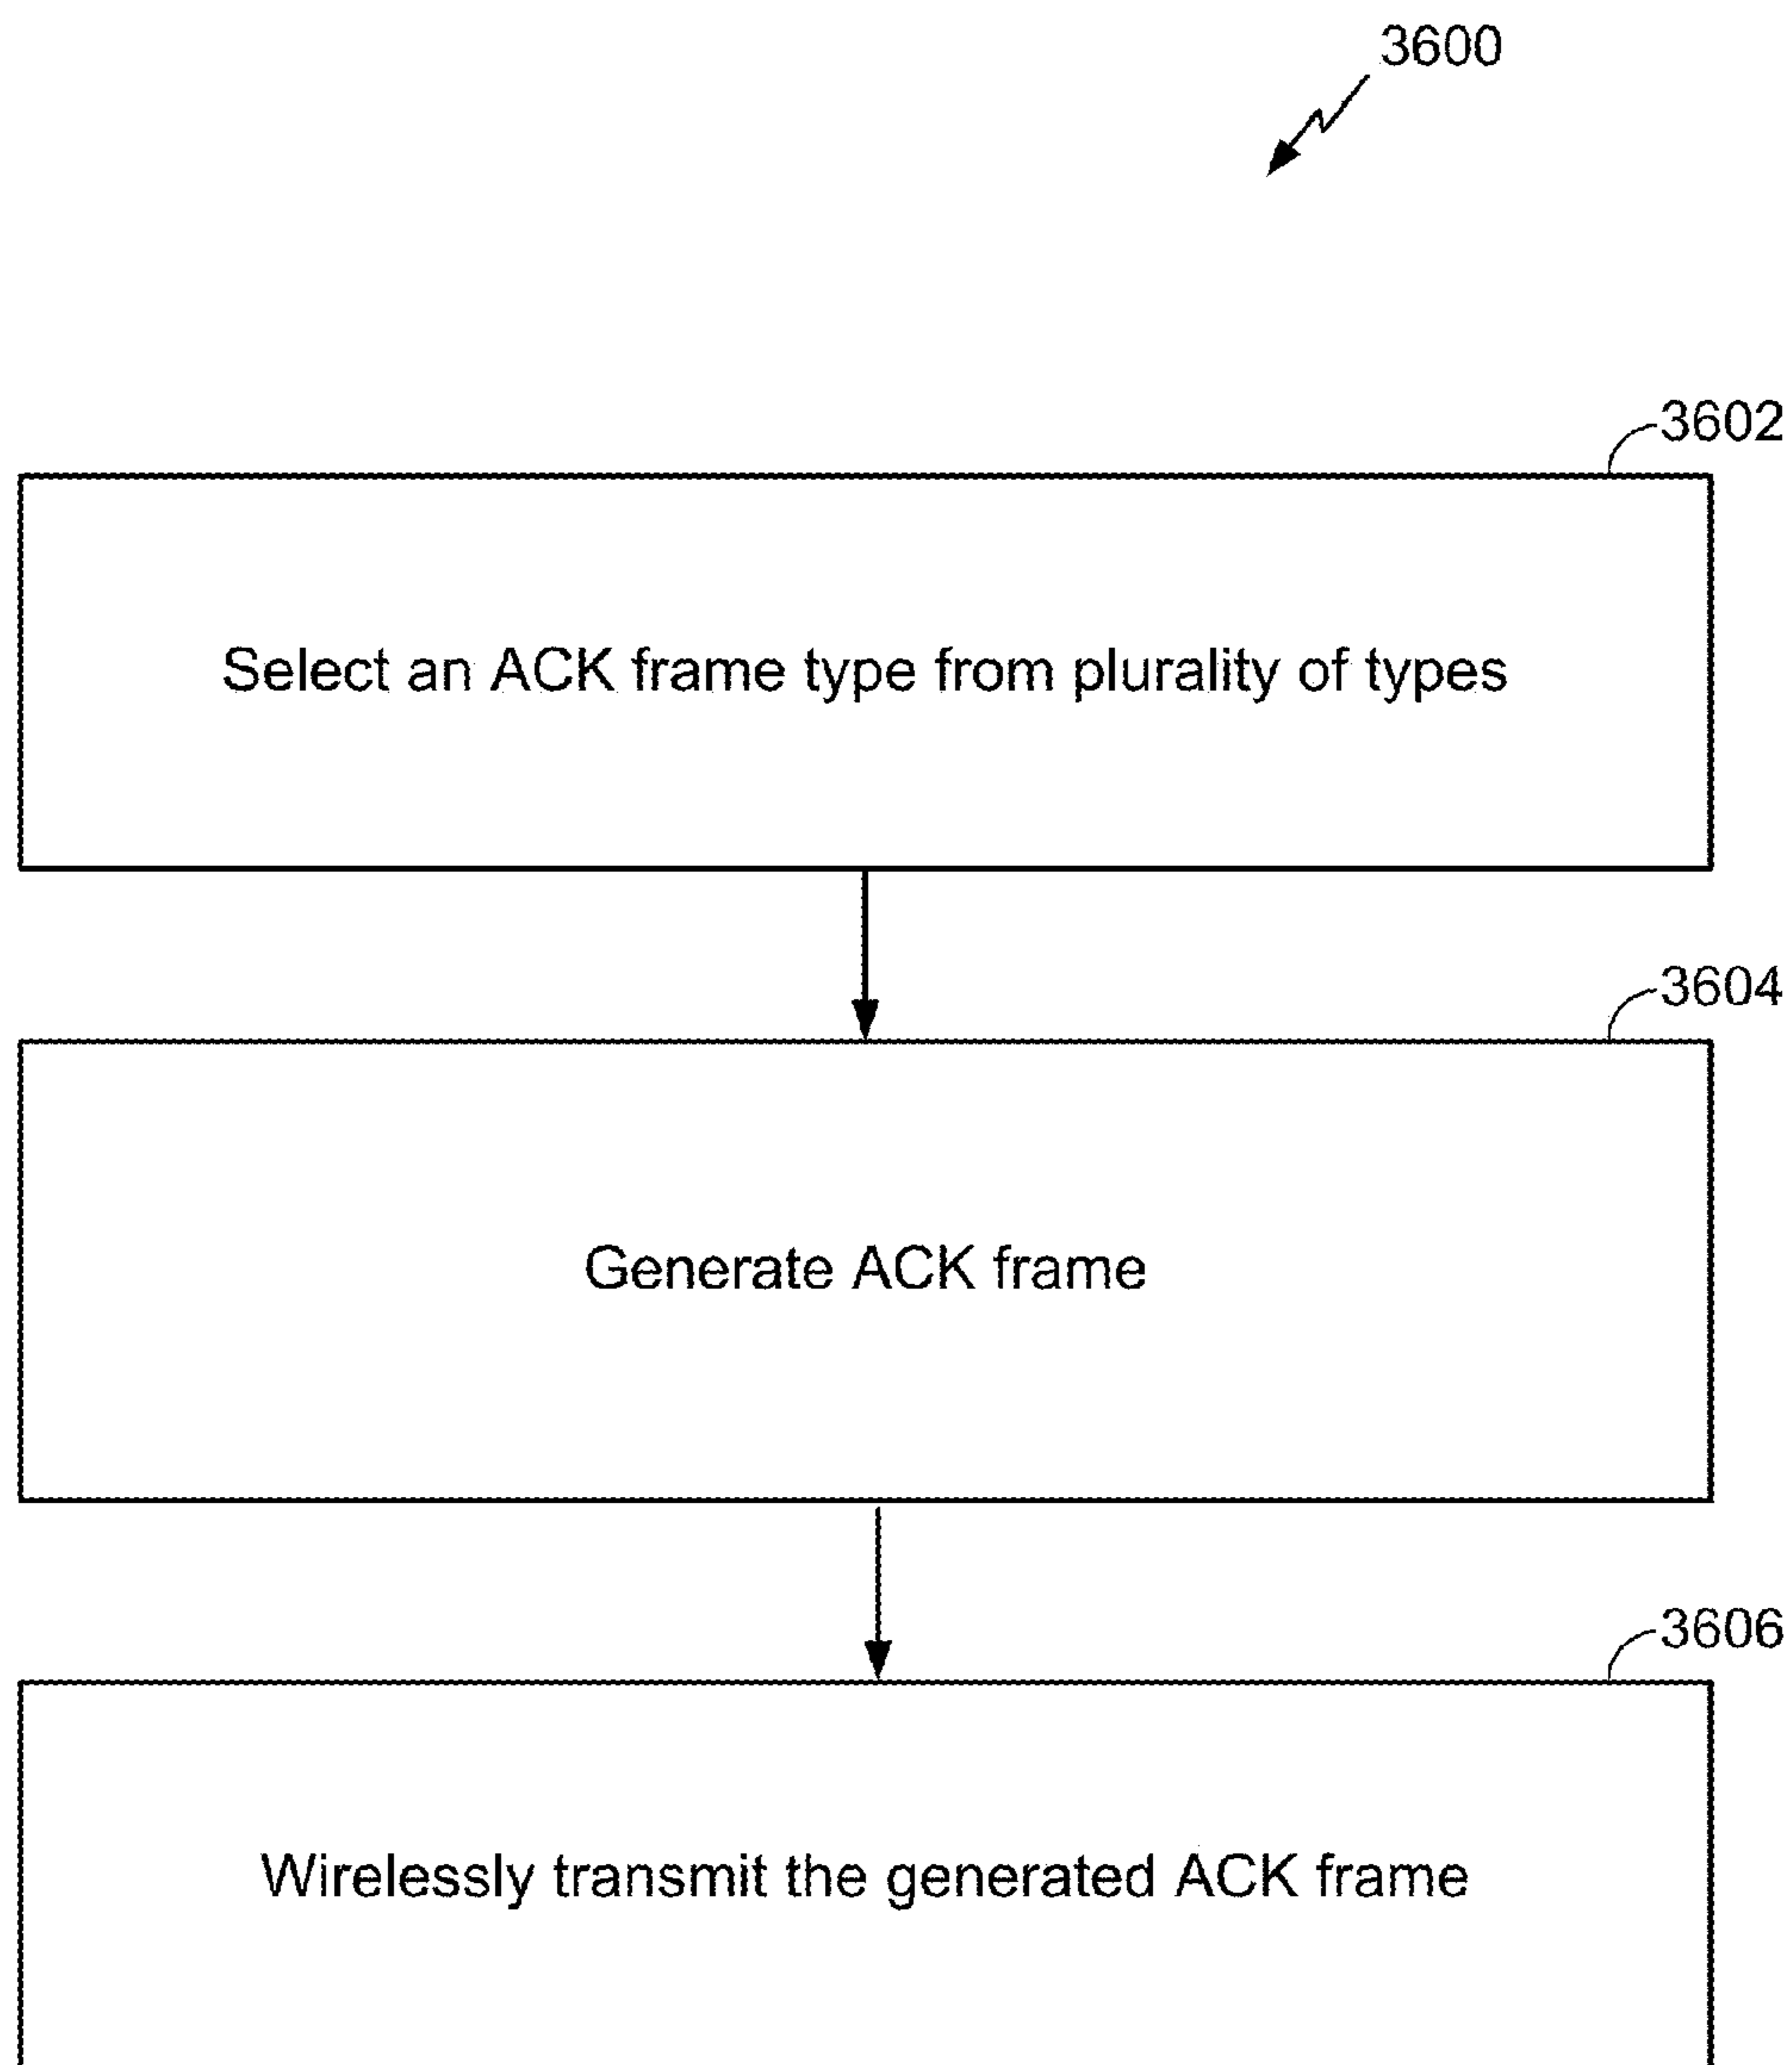 3600
3602
Select an ACK frame type from plurality of types
3604
Generate ACK frame
3606
Wirelessly transmit the generated ACK frame